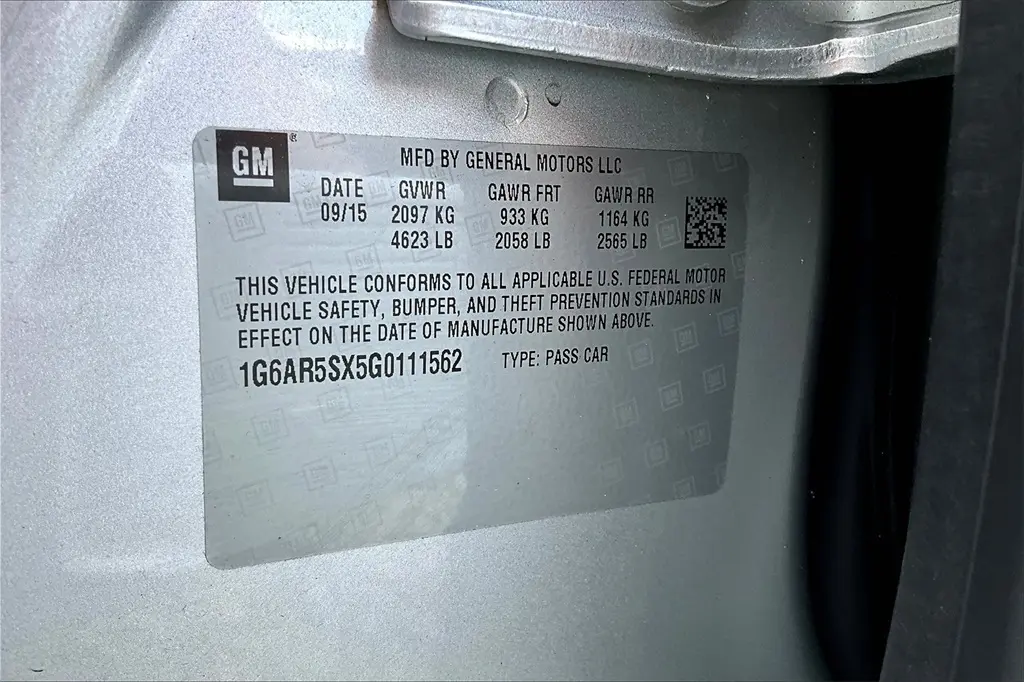 GM®
MFD BY GENERAL MOTORS LLC
DATE GVWR GAWR FRT GAWR RR
09/15 2097 KG 933 KG 1164 KG
4623 LB 2058 LB 2565 LB
THIS VEHICLE CONFORMS TO ALL APPLICABLE U.S. FEDERAL MOTOR
VEHICLE SAFETY, BUMPER, AND THEFT PREVENTION STANDARDS IN
EFFECT ON THE DATE OF MANUFACTURE SHOWN ABOVE.
1G6AR5SX5G0111562 TYPE: PASS CAR